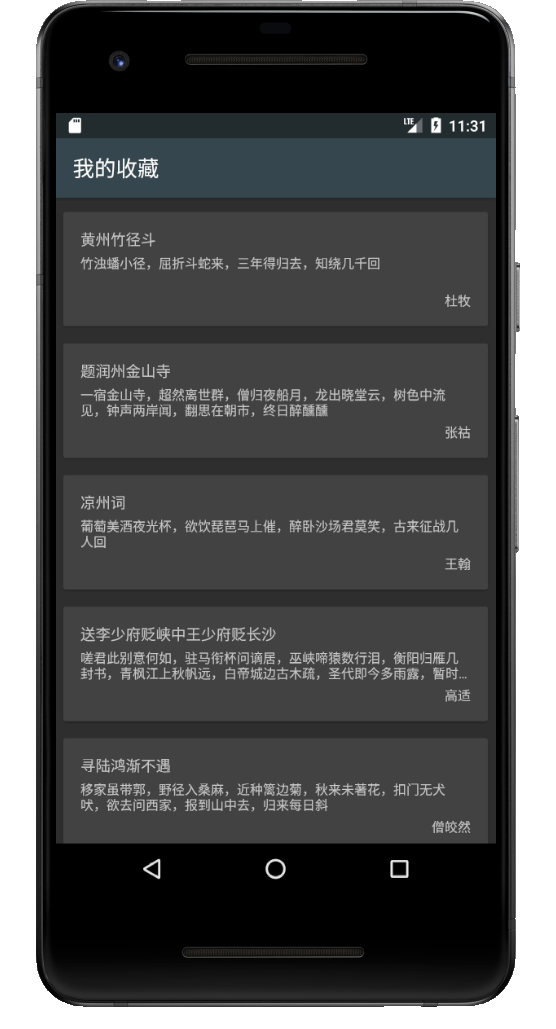 LTE 11:31
我的收藏
黄州竹径斗
竹浊蟠小径，屈折斗蛇来，三年得归去，知绕几千回
杜牧
题润州金山寺
一宿金山寺，超然离世群，僧归夜船月，龙出晓堂云，树色中流
见，钟声两岸闻，翻思在朝市，终日醉醺醺
张祜
凉州词
葡萄美酒夜光杯，欲饮琵琶马上催，醉卧沙场君莫笑，古来征战几
人回
王翰
送李少府贬峡中王少府贬长沙
嗟君此别意何如，驻马衔杯问谪居，巫峡啼猿数行泪，衡阳归雁几
封书，青枫江上秋帆远，白帝城边古木疏，圣代即今多雨露，暂时...
高适
寻陆鸿渐不遇
移家虽带郭，野径入桑麻，近种篱边菊，秋来未著花，扣门无犬
吠，欲去问西家，报到山中去，归来每日斜
僧皎然